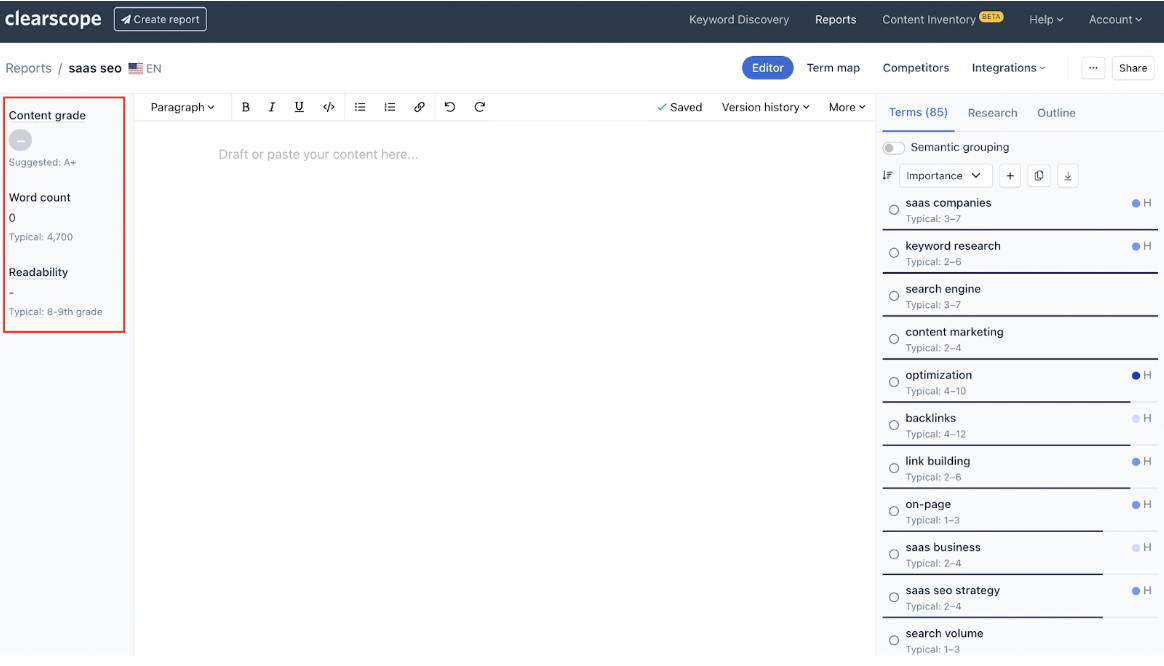 clearscope
Create report
Keyword Discovery
Reports
Content Inventory BETA
Help
Account
Reports / saas seo EN
Editor
Term map
Competitors
Integrations
...
Share
Content grade
–
Suggested: A+
Word count
0
Typical: 4,700
Readability
-
Typical: 8-9th grade
Paragraph
B I U </>
Saved
Version history
More
Draft or paste your content here...
Terms (85)
Research
Outline
Semantic grouping
Importance
+
saas companies H
Typical: 3–7
keyword research H
Typical: 2–6
search engine
Typical: 3–7
content marketing
Typical: 2–4
optimization H
Typical: 4–10
backlinks H
Typical: 4–12
link building H
Typical: 2–6
on-page H
Typical: 1–3
saas business H
Typical: 2–4
saas seo strategy H
Typical: 2–4
search volume
Typical: 1–3